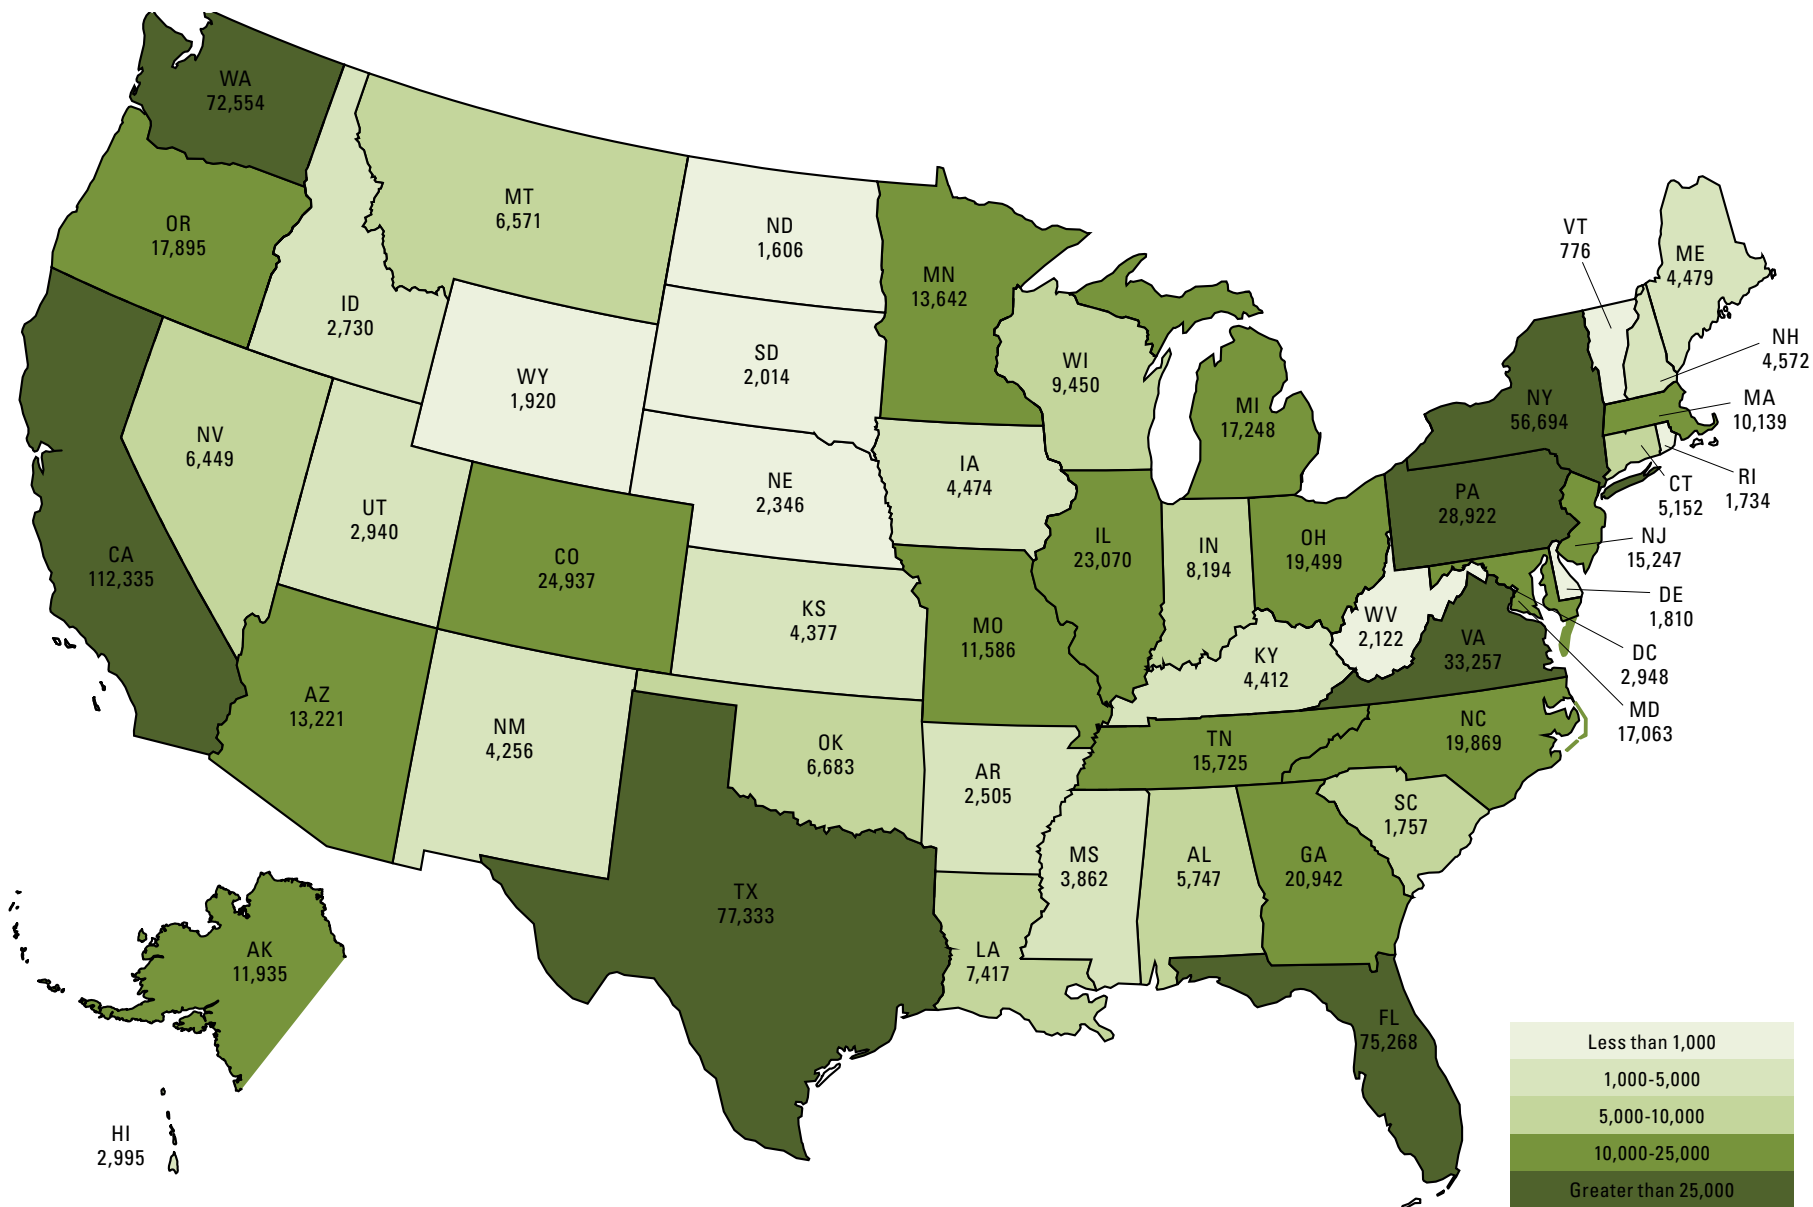 WA
72,554
OR
17,895
CA
112,335
NV
6,449
ID
2,730
MT
6,571
WY
1,920
UT
2,940
AZ
13,221
CO
24,937
NM
4,256
ND
1,606
SD
2,014
NE
2,346
KS
4,377
OK
6,683
TX
77,333
MN
13,642
IA
4,474
MO
11,586
AR
2,505
LA
7,417
WI
9,450
IL
23,070
MI
17,248
IN
8,194
OH
19,499
KY
4,412
TN
15,725
MS
3,862
AL
5,747
GA
20,942
FL
75,268
SC
1,757
NC
19,869
VA
33,257
WV
2,122
PA
28,922
NY
56,694
VT
776
ME
4,479
NH
4,572
MA
10,139
RI
1,734
CT
5,152
NJ
15,247
DE
1,810
DC
2,948
MD
17,063
AK
11,935
HI
2,995
Less than 1,000
1,000-5,000
5,000-10,000
10,000-25,000
Greater than 25,000